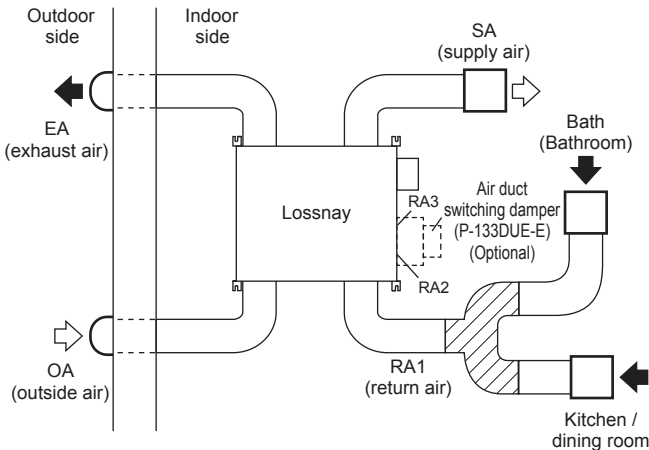 Outdoor
side
Indoor
side
SA
(supply air)
EA
(exhaust air)
Bath
(Bathroom)
Lossnay
RA3
Air duct
switching damper
(P-133DUE-E)
(Optional)
RA2
OA
(outside air)
RA1
(return air)
Kitchen /
dining room